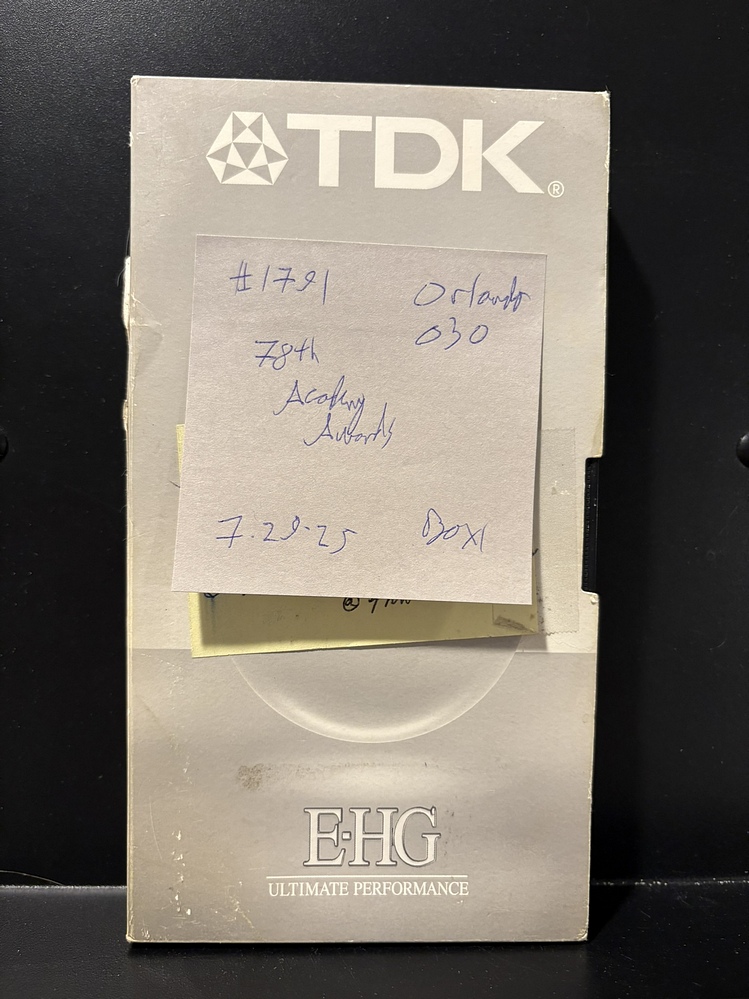 TDK®
#1791
Orlando
030
78th
Academy
Awards
7.29.25
Box1
@
E·HG
ULTIMATE PERFORMANCE